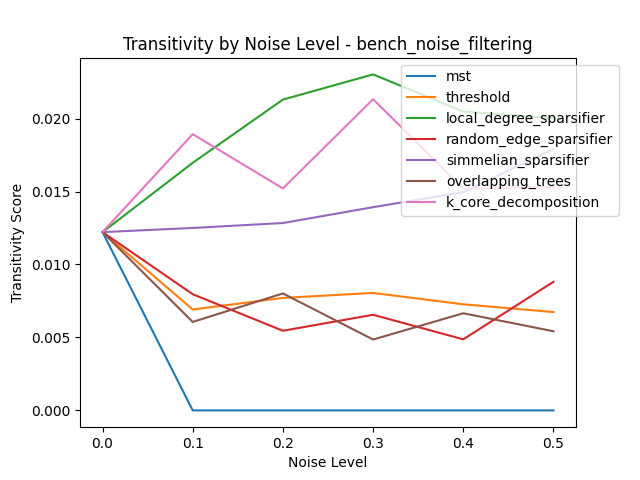 Transitivity by Noise Level - bench_noise_filtering
mst
threshold
local_degree_sparsifier
random_edge_sparsifier
simmelian_sparsifier
overlapping_trees
k_core_decomposition
Transitivity Score
0.020
0.015
0.010
0.005
0.000
0.0 0.1 0.2 0.3 0.4 0.5
Noise Level